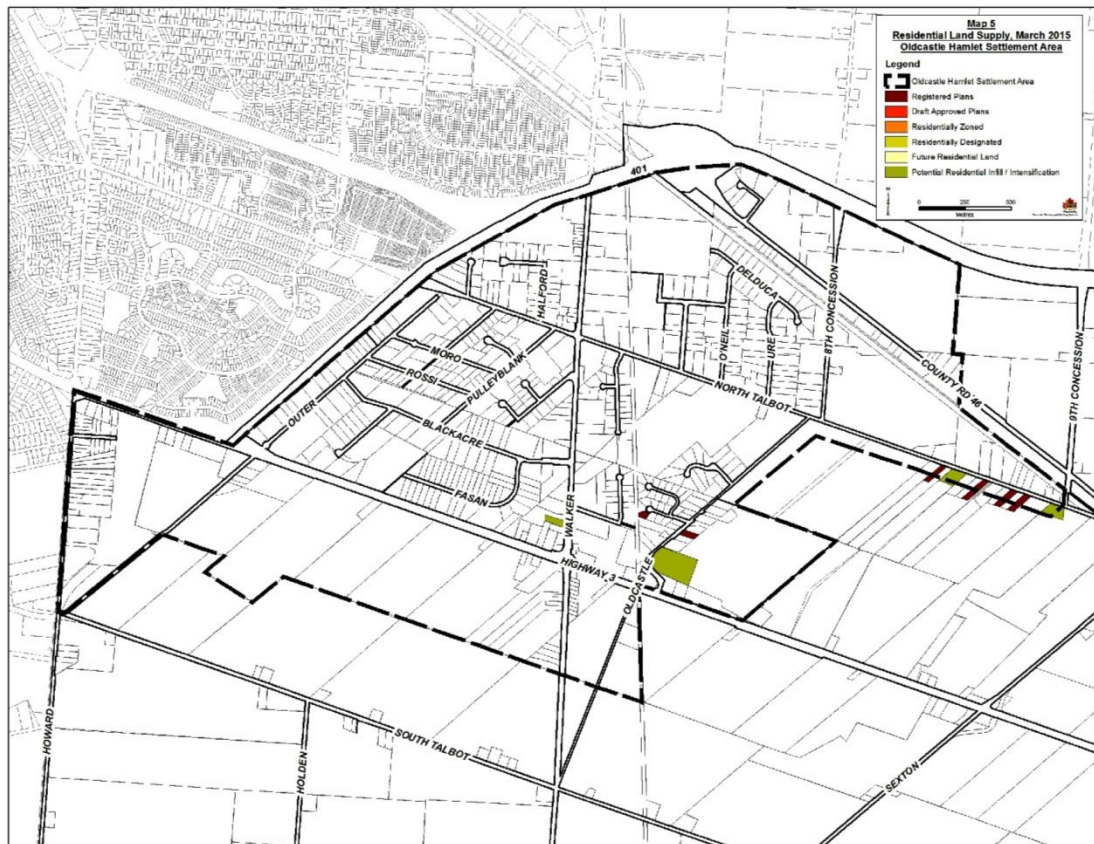 Map 5
Residential Land Supply, March 2015
Oldcastle Hamlet Settlement Area
Legend
Oldcastle Hamlet Settlement Area
Registered Plans
Draft Approved Plans
Residentially Zoned
Residentially Designated
Future Residential Land
Potential Residential Infill / Intensification
Metres
401
HALFORD
DELDUCA
8TH CONCESSION
MORO
PULLEYBLANK
O'NEIL
URE
COUNTY RD 46
9TH CONCESSION
ROSSI
NORTH TALBOT
OUTER
BLACKACRE
FASAN
WALKER
HIGHWAY 3
OLDCASTLE
HOWARD
HOLDEN
SOUTH TALBOT
SEXTON